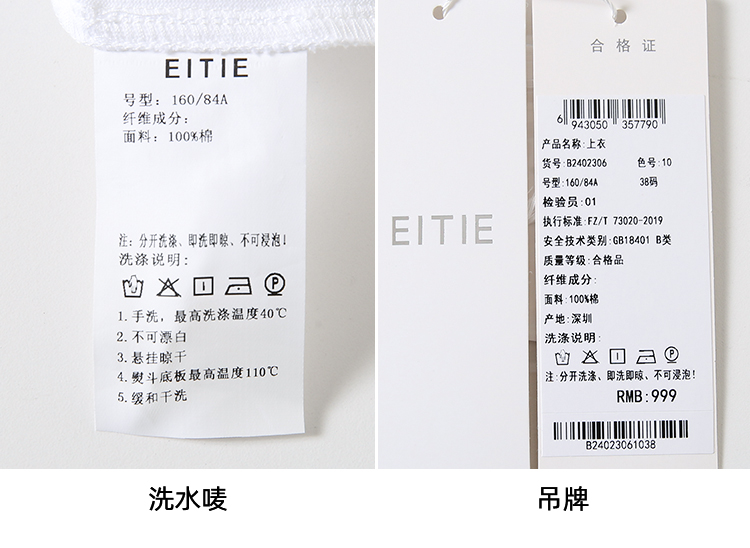 EITIE
号型: 160/84A
纤维成分:
面料: 100%棉
注: 分开洗涤、即洗即晾、不可浸泡!
洗涤说明:
1.手洗，最高洗涤温度40℃
2.不可漂白
3.悬挂晾干
4.熨斗底板最高温度110℃
5.缓和干洗
洗水唛
EITIE
合格证
6 943050 357790
产品名称:上衣
货号:B2402306 色号:10
号型:160/84A 38码
检验员:01
执行标准:FZ/T 73020-2019
安全技术类别:GB18401 B类
质量等级:合格品
纤维成分:
面料:100%棉
产地:深圳
洗涤说明:
P
注:分开洗涤、即洗即晾、不可浸泡!
RMB:999
B24023061038
吊牌